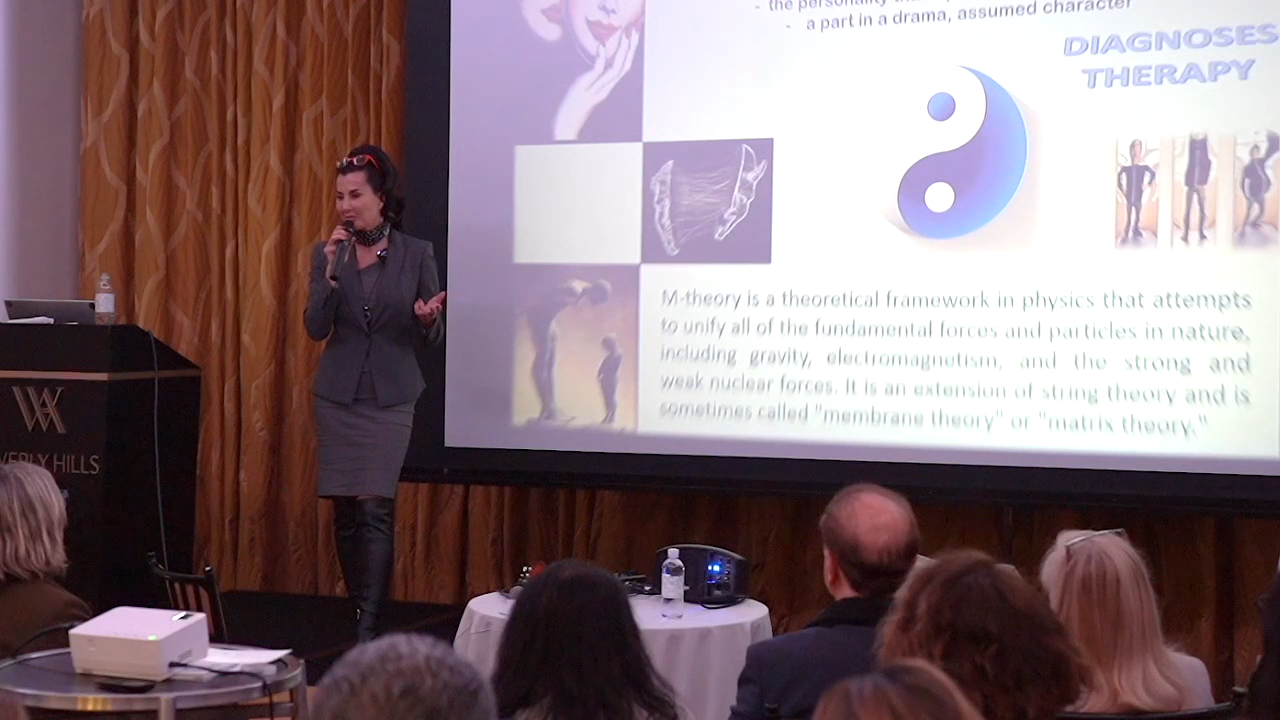 - the personality
- a part in a drama, assumed character
DIAGNOSES
THERAPY
M-theory is a theoretical framework in physics that attempts
to unify all of the fundamental forces and particles in nature,
including gravity, electromagnetism, and the strong and
weak nuclear forces. It is an extension of string theory and is
sometimes called "membrane theory" or "matrix theory."
WA
VERLY HILLS